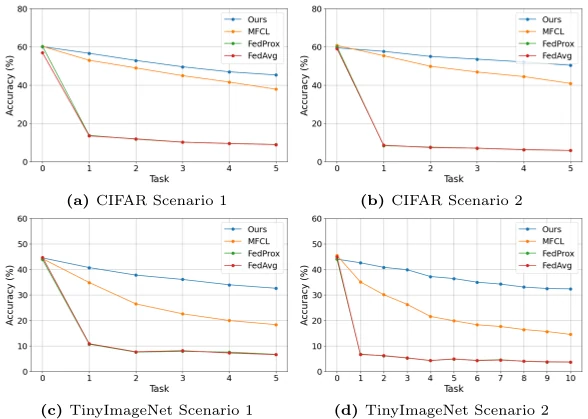 80
60
40
20
0
Accuracy (%)
Ours
MFCL
FedProx
FedAvg
0 1 2 3 4 5
Task
(a) CIFAR Scenario 1
80
60
40
20
0
Accuracy (%)
Ours
MFCL
FedProx
FedAvg
0 1 2 3 4 5
Task
(b) CIFAR Scenario 2
60
50
40
30
20
10
0
Accuracy (%)
Ours
MFCL
FedProx
FedAvg
0 1 2 3 4 5
Task
(c) TinyImageNet Scenario 1
60
50
40
30
20
10
0
Accuracy (%)
Ours
MFCL
FedProx
FedAvg
0 1 2 3 4 5 6 7 8 9 10
Task
(d) TinyImageNet Scenario 2